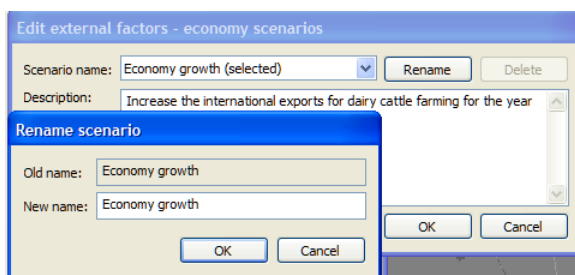 Edit external factors - economy scenarios
Scenario name: Economy growth (selected) Rename Delete
Description: Increase the international exports for dairy cattle farming for the year
Rename scenario
Old name: Economy growth
New name: Economy growth
OK Cancel
OK Cancel